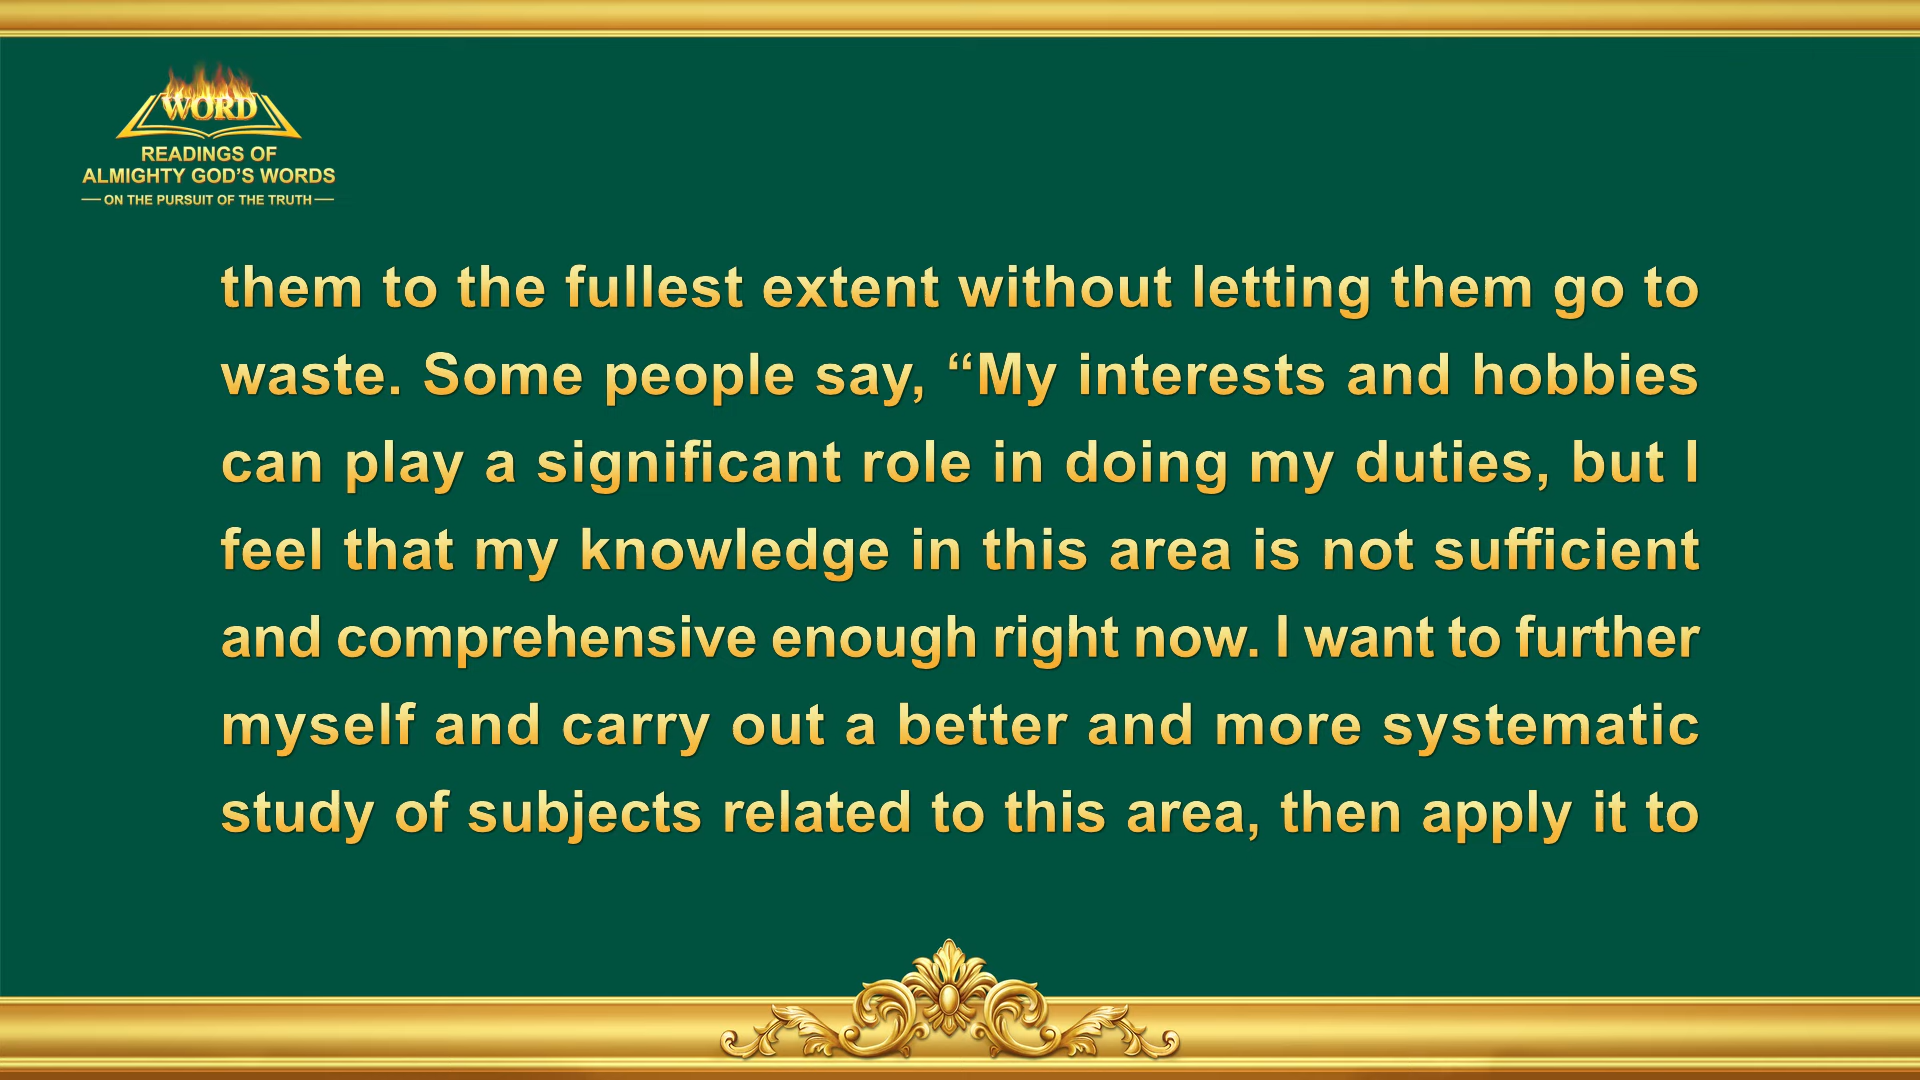 WORD
READINGS OF
ALMIGHTY GOD’S WORDS
ON THE PURSUIT OF THE TRUTH
them to the fullest extent without letting them go to
waste. Some people say, “My interests and hobbies
can play a significant role in doing my duties, but I
feel that my knowledge in this area is not sufficient
and comprehensive enough right now. I want to further
myself and carry out a better and more systematic
study of subjects related to this area, then apply it to